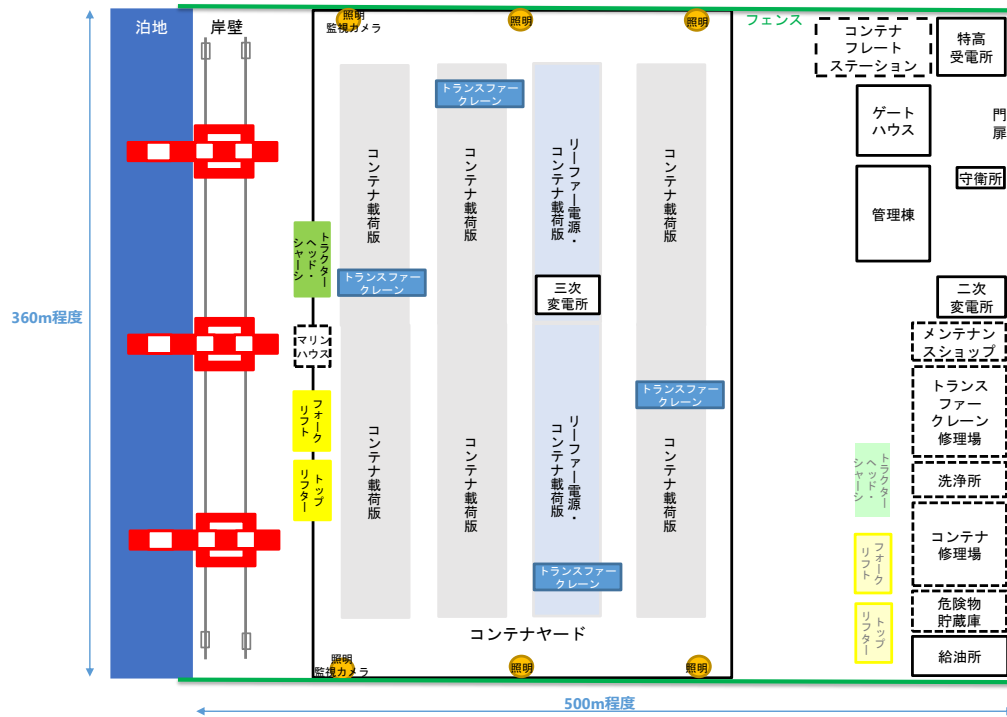 泊地
岸壁
照明
監視カメラ
照明
照明
フェンス
コンテナ
フレート
ステーション
特高
受電所
ゲート
ハウス
門
扉
守衛所
管理棟
トランスファー
クレーン
コンテナ載荷版
コンテナ載荷版
リーファー電源・
コンテナ載荷版
コンテナ載荷版
トラクター
ヘッド・
シャーシ
トランスファー
クレーン
三次
変電所
二次
変電所
360m程度
マリン
ハウス
メンテナン
スショップ
トランスファー
クレーン
トランス
ファー
クレーン
修理場
フォーク
リフト
トップ
リフター
コンテナ載荷版
コンテナ載荷版
リーファー電源・
コンテナ載荷版
コンテナ載荷版
トラクター
ヘッド・
シャーシ
洗浄所
コンテナ
修理場
フォーク
リフト
トランスファー
クレーン
危険物
貯蔵庫
トップ
リフター
給油所
コンテナヤード
照明
監視カメラ
照明
照明
500m程度